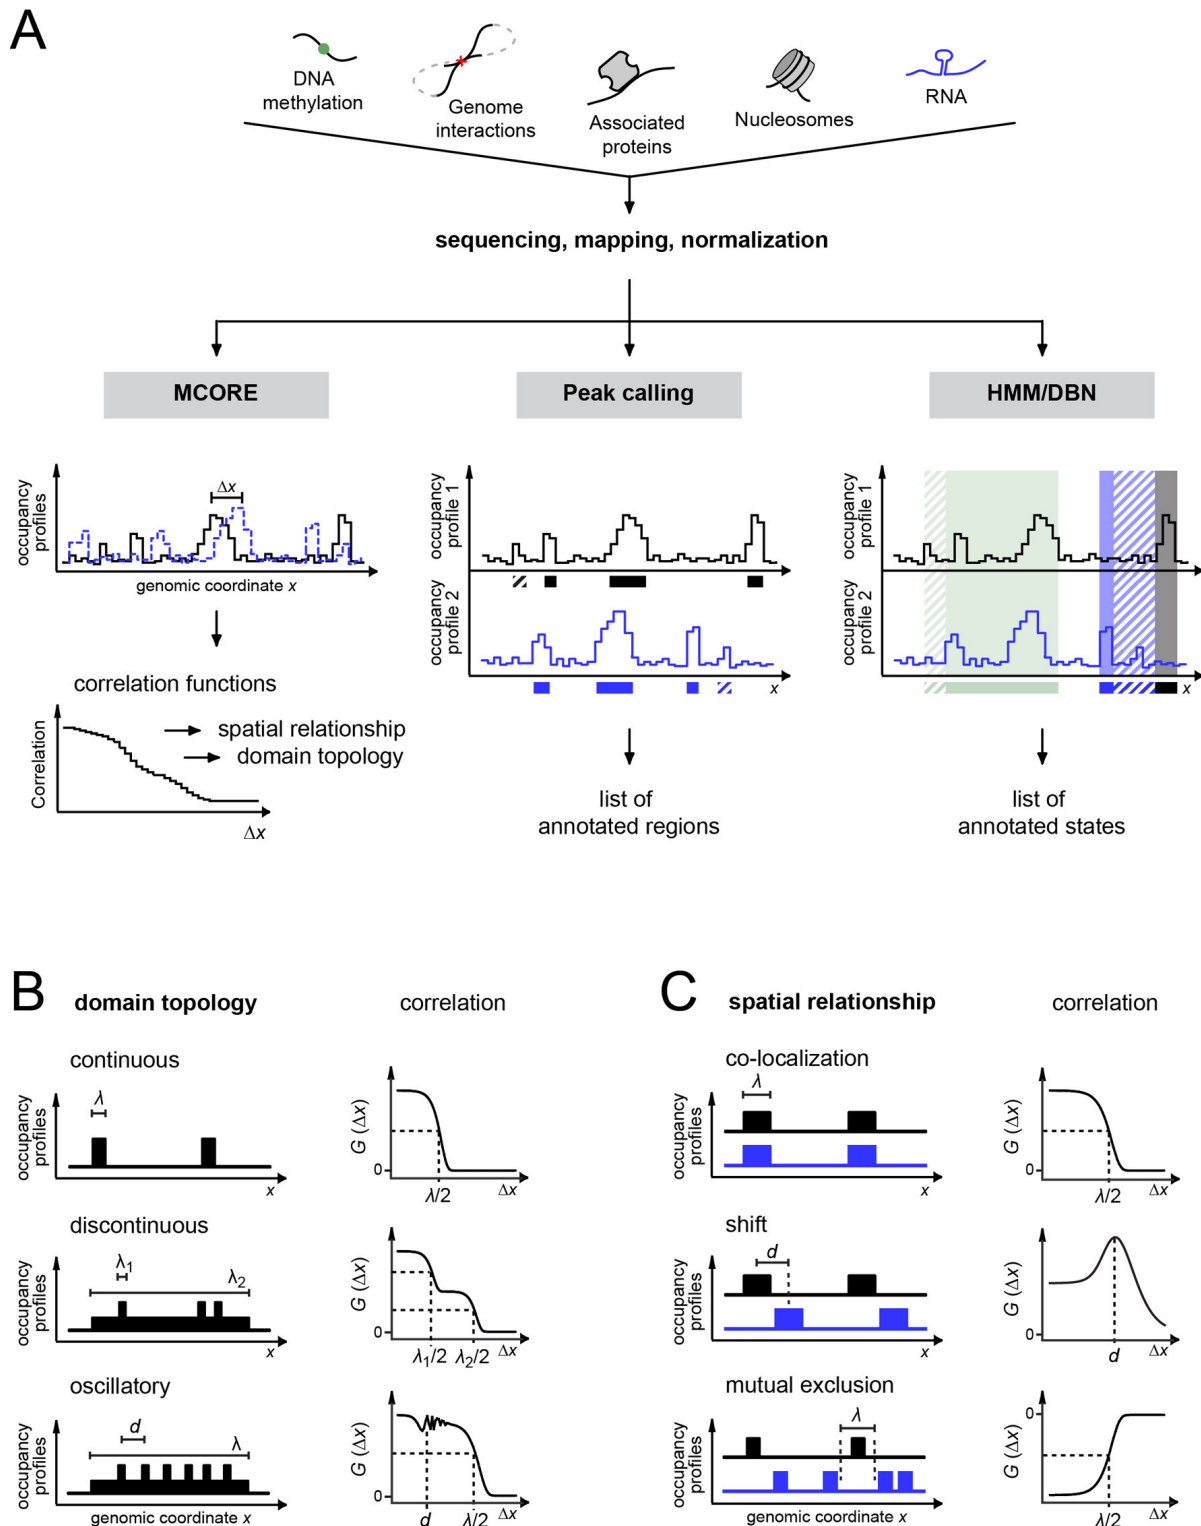 A
DNA
methylation
Genome
interactions
Associated
proteins
Nucleosomes
RNA
sequencing, mapping, normalization
MCORE
Peak calling
HMM/DBN
occupancy
profiles
Δx
genomic coordinate x
correlation functions
spatial relationship
domain topology
Correlation
Δx
occupancy
profile 1
occupancy
profile 2
x
list of
annotated regions
occupancy
profile 1
occupancy
profile 2
x
list of
annotated states
B
domain topology
correlation
continuous
occupancy
profiles
λ
x
G (Δx)
0
λ/2
Δx
discontinuous
occupancy
profiles
λ1
λ2
x
G (Δx)
0
λ1/2
λ2/2
Δx
oscillatory
occupancy
profiles
d
λ
genomic coordinate x
G (Δx)
0
d
λ/2
Δx
C
spatial relationship
correlation
co-localization
occupancy
profiles
λ
x
G (Δx)
0
λ/2
Δx
shift
occupancy
profiles
d
x
G (Δx)
0
d
Δx
mutual exclusion
occupancy
profiles
λ
genomic coordinate x
G (Δx)
0
λ/2
Δx